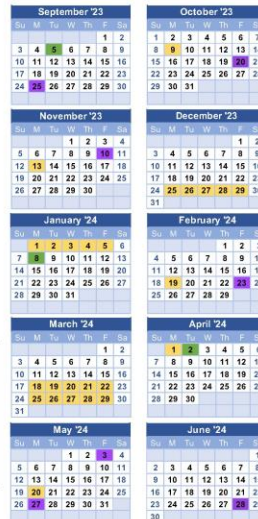 September '23
Su M Tu W Th F Sa
1 2
3 4 5 6 7 8 9
10 11 12 13 14 15 16
17 18 19 20 21 22 23
24 25 26 27 28 29 30
October '23
Su M Tu W Th F
1 2 3 4 5 6
8 9 10 11 12 13
15 16 17 18 19 20
22 23 24 25 26 27
29 30 31
November '23
Su M Tu W Th F Sa
1 2 3 4
5 6 7 8 9 10 11
12 13 14 15 16 17 18
19 20 21 22 23 24 25
26 27 28 29 30
December '23
Su M Tu W Th F
1
3 4 5 6 7 8
10 11 12 13 14 15
17 18 19 20 21 22
24 25 26 27 28 29
31
January '24
Su M Tu W Th F Sa
1 2 3 4 5 6
7 8 9 10 11 12 13
14 15 16 17 18 19 20
21 22 23 24 25 26 27
28 29 30 31
February '24
Su M Tu W Th F
1 2
4 5 6 7 8 9
11 12 13 14 15 16
18 19 20 21 22 23
25 26 27 28 29
March '24
Su M Tu W Th F Sa
1 2
3 4 5 6 7 8 9
10 11 12 13 14 15 16
17 18 19 20 21 22 23
24 25 26 27 28 29 30
31
April '24
Su M Tu W Th F
1 2 3 4 5
7 8 9 10 11 12
14 15 16 17 18 19
21 22 23 24 25 26
28 29 30
May '24
Su M Tu W Th F Sa
1 2 3 4
5 6 7 8 9 10 11
12 13 14 15 16 17 18
19 20 21 22 23 24 25
26 27 28 29 30 31
June '24
Su M Tu W Th F
2 3 4 5 6 7
9 10 11 12 13 14
16 17 18 19 20 21
23 24 25 26 27 28
30